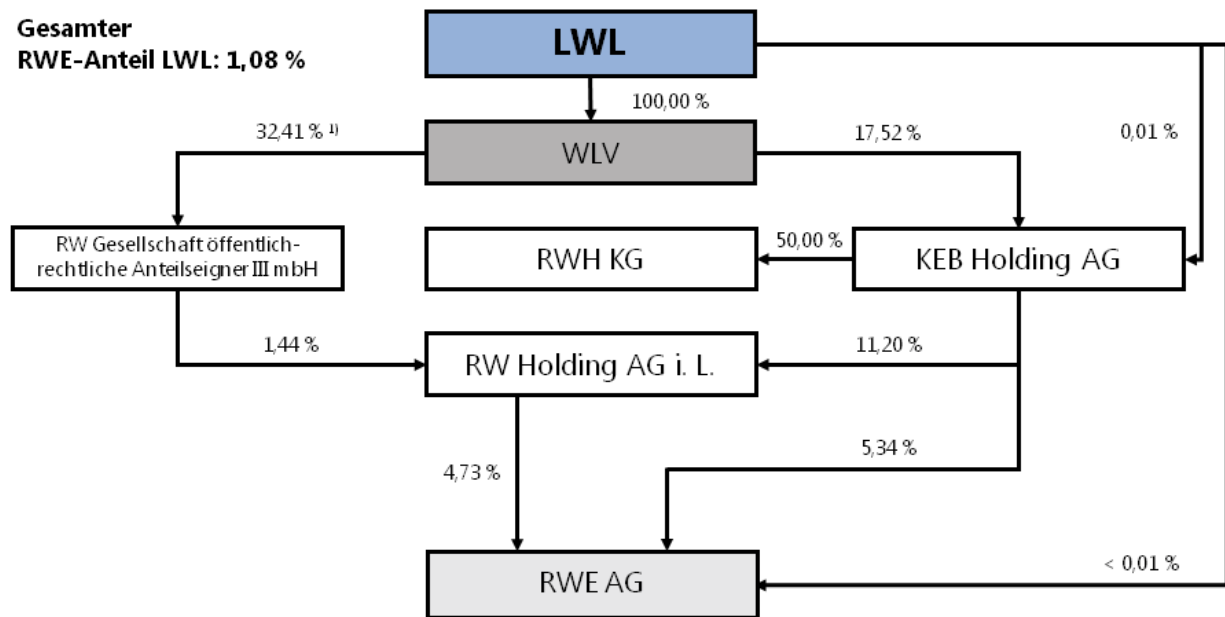 Gesamter
RWE-Anteil LWL: 1,08 %
LWL
100,00 %
32,41 % ¹⁾
WLV
17,52 %
0,01 %
RW Gesellschaft öffentlich-
rechtliche Anteilseigner III mbH
RWH KG
50,00 %
KEB Holding AG
1,44 %
RW Holding AG i. L.
11,20 %
4,73 %
5,34 %
RWE AG
< 0,01 %